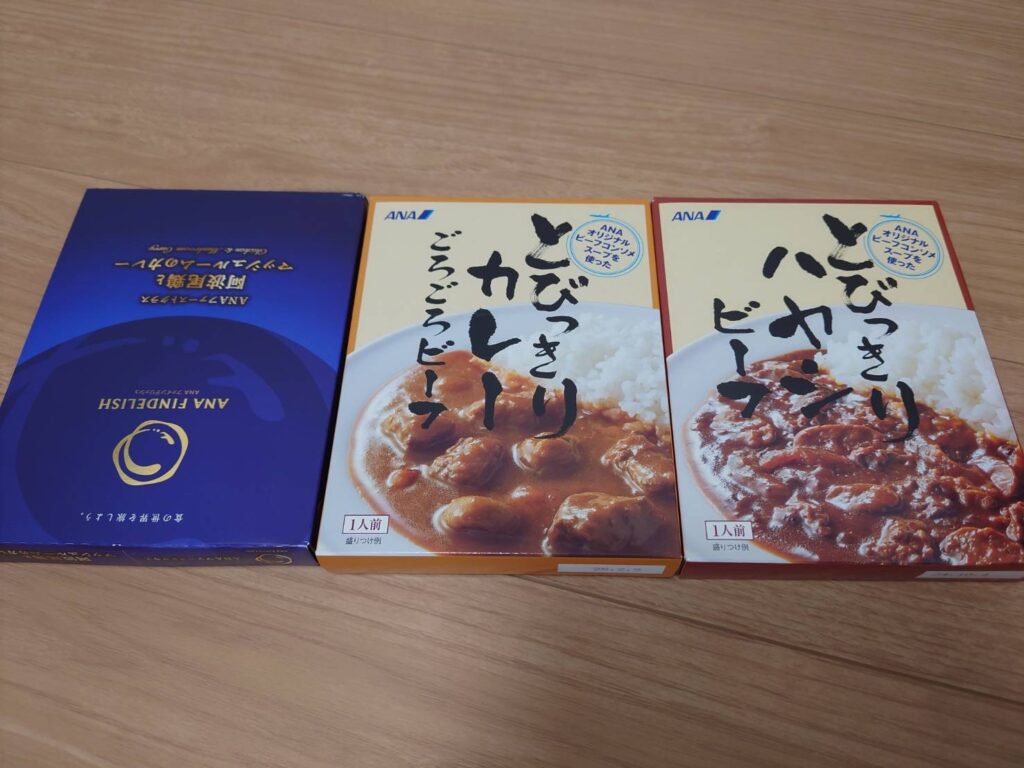 ANAファーストクラス
阿波尾鶏と
マッシュルームのカレー
Chicken & Mushroom Curry
ANA FINDELISH
ANA ファインデリッシュ
食の世界を旅しよう。
ANA
ANA
オリジナル
ビーフコンソメ
スープを
使った
とびっきり
カレー
ごろごろビーフ
1人前
盛りつけ例
ANA
ANA
オリジナル
ビーフコンソメ
スープを
使った
とびっきり
ハヤシ
ビーフ
1人前
盛りつけ例